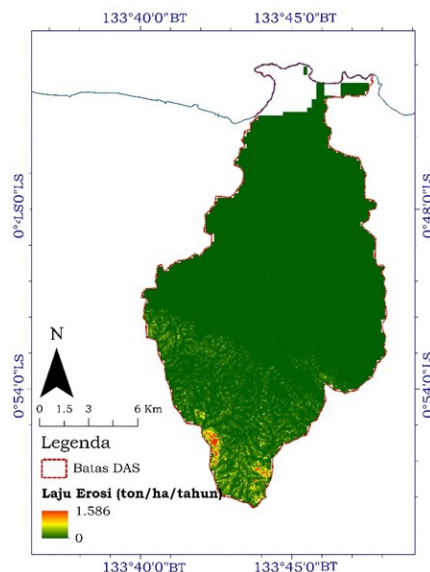 133°40'0"BT
133°45'0"BT
0°48'0"LS
0°48'0"LS
0°54'0"LS
0°54'0"LS
N
0 1.5 3 6 Km
Legenda
Batas DAS
Laju Erosi (ton/ha/tahun)
1.586
0
133°40'0"BT
133°45'0"BT